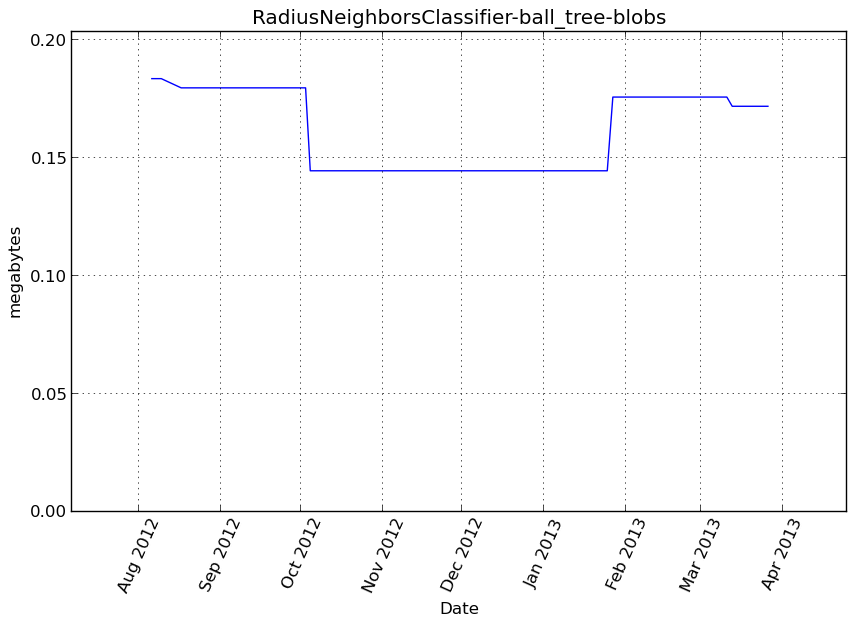 RadiusNeighborsClassifier-ball_tree-blobs
0.20
0.15
0.10
0.05
0.00
megabytes
Aug 2012
Sep 2012
Oct 2012
Nov 2012
Dec 2012
Jan 2013
Feb 2013
Mar 2013
Apr 2013
Date